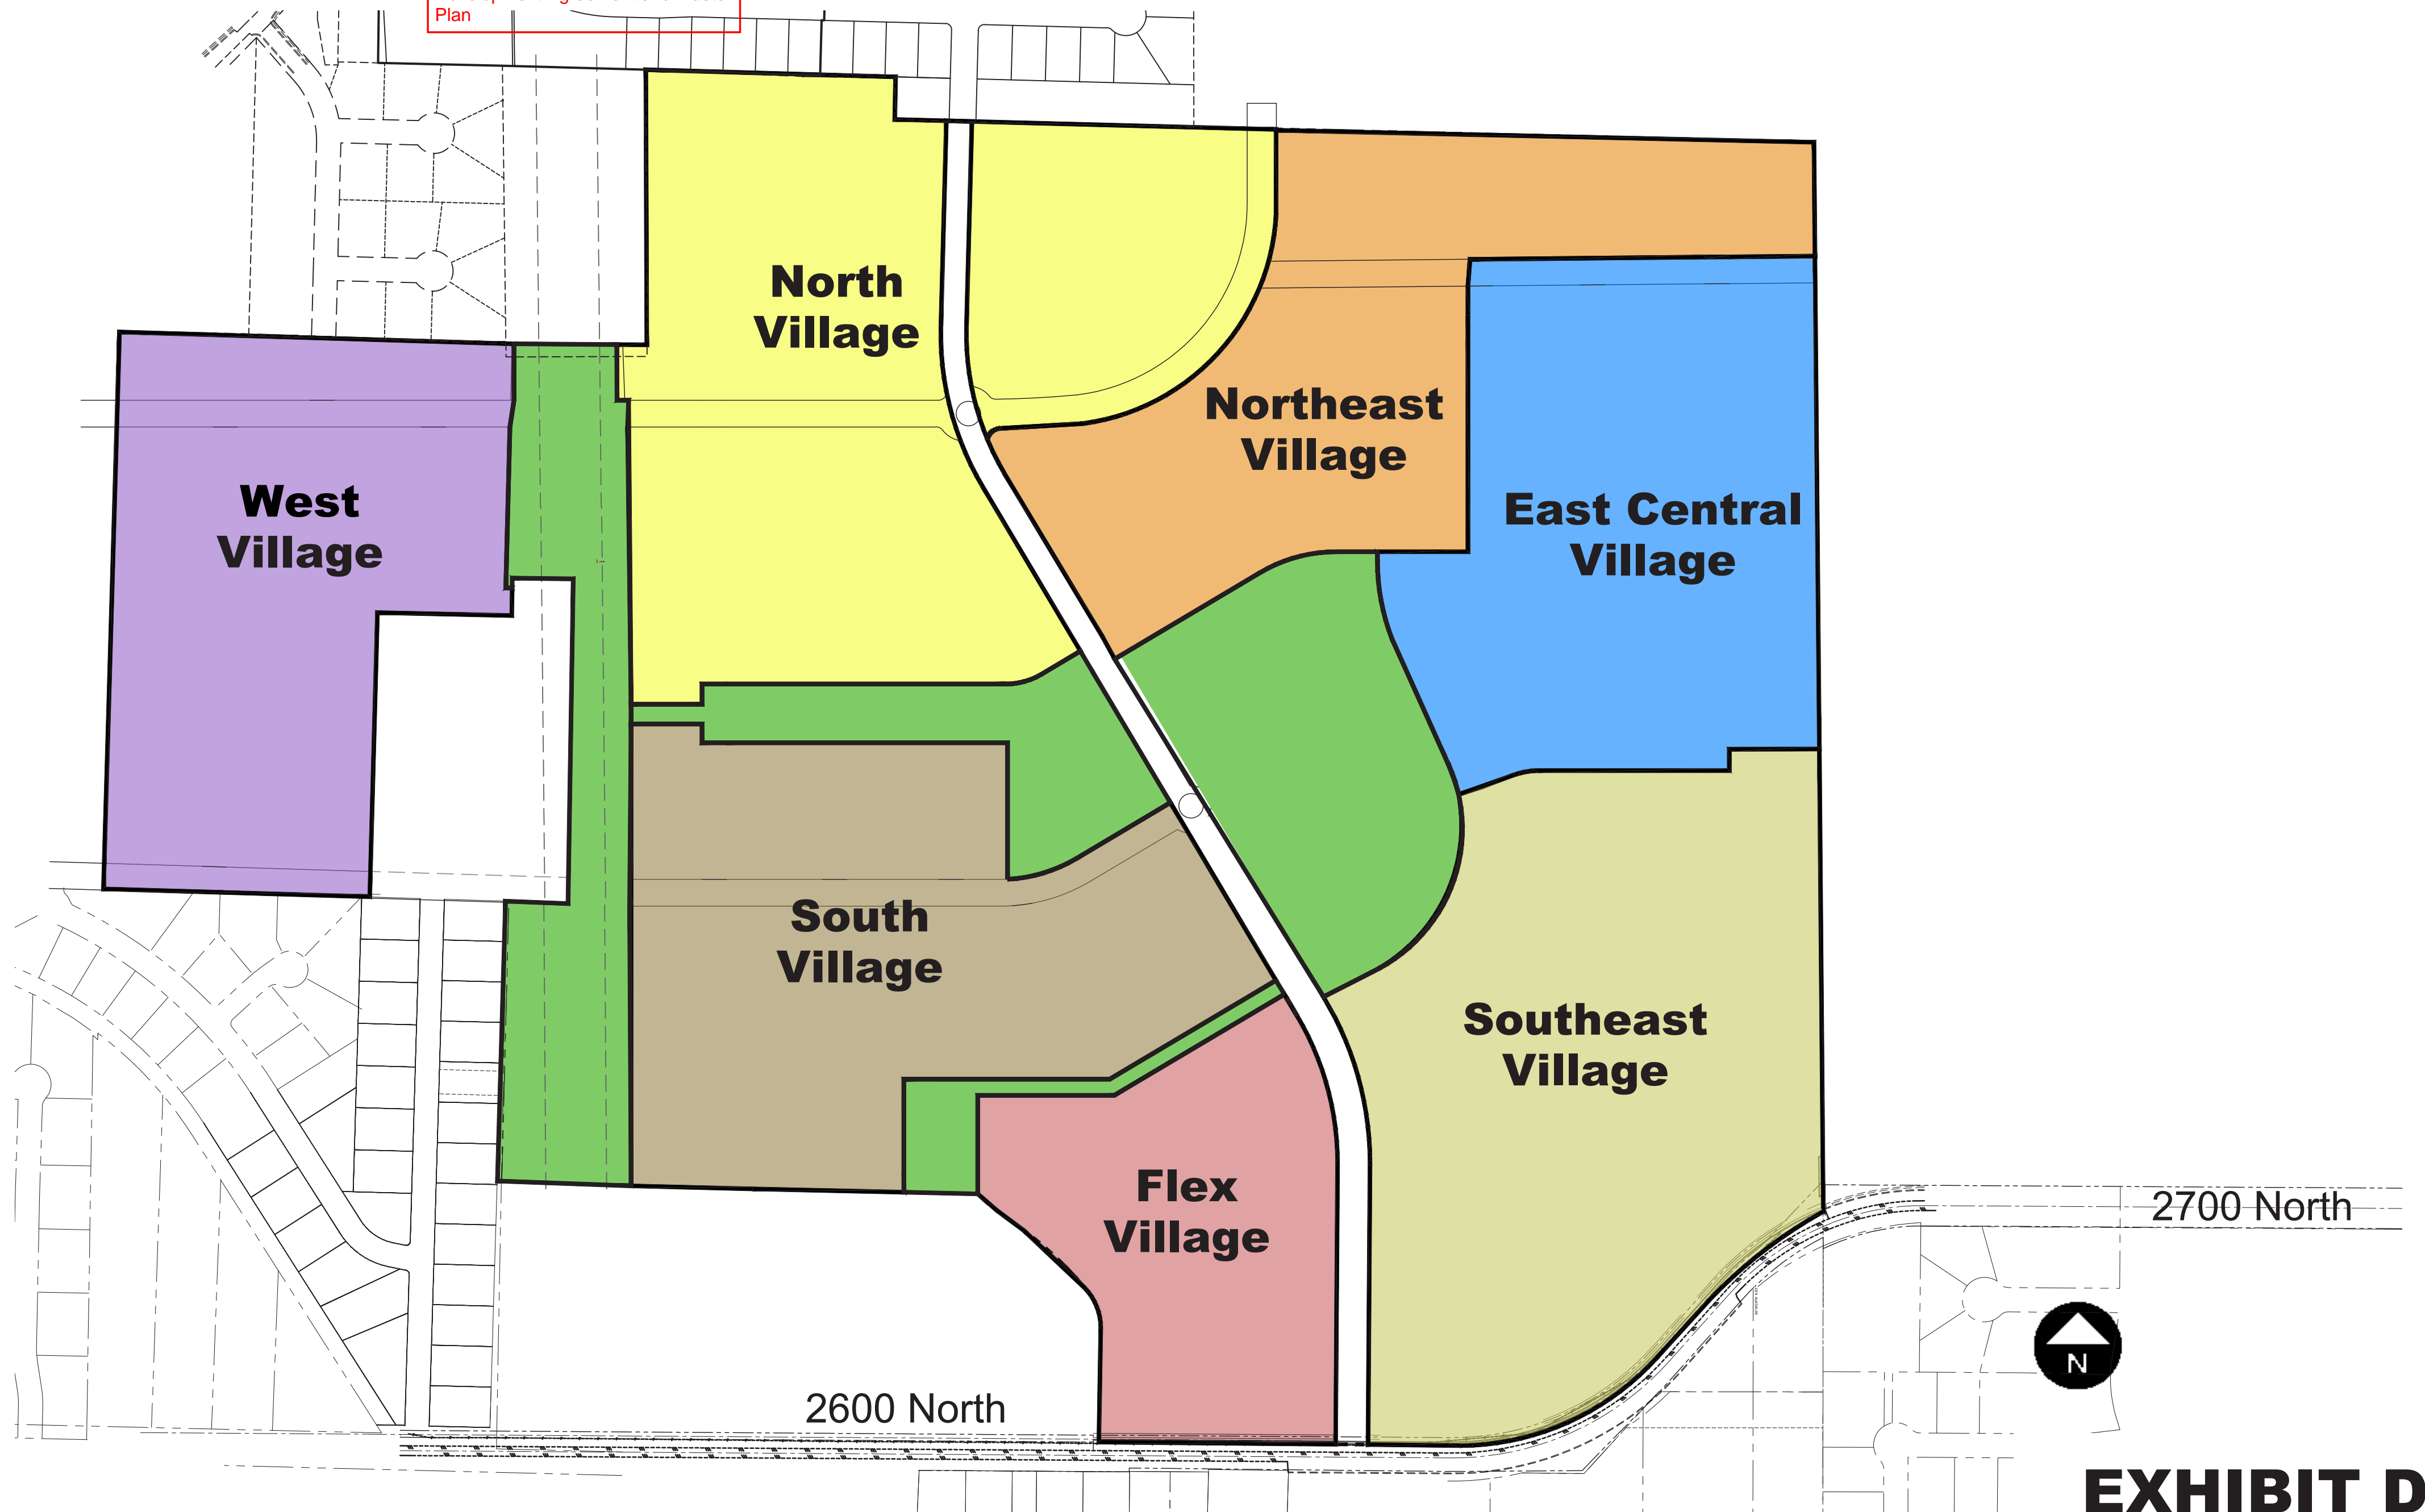 Plan
North
Village
Northeast
Village
West
Village
East Central
Village
South
Village
Southeast
Village
Flex
Village
2700 North
N
2600 North
EXHIBIT D